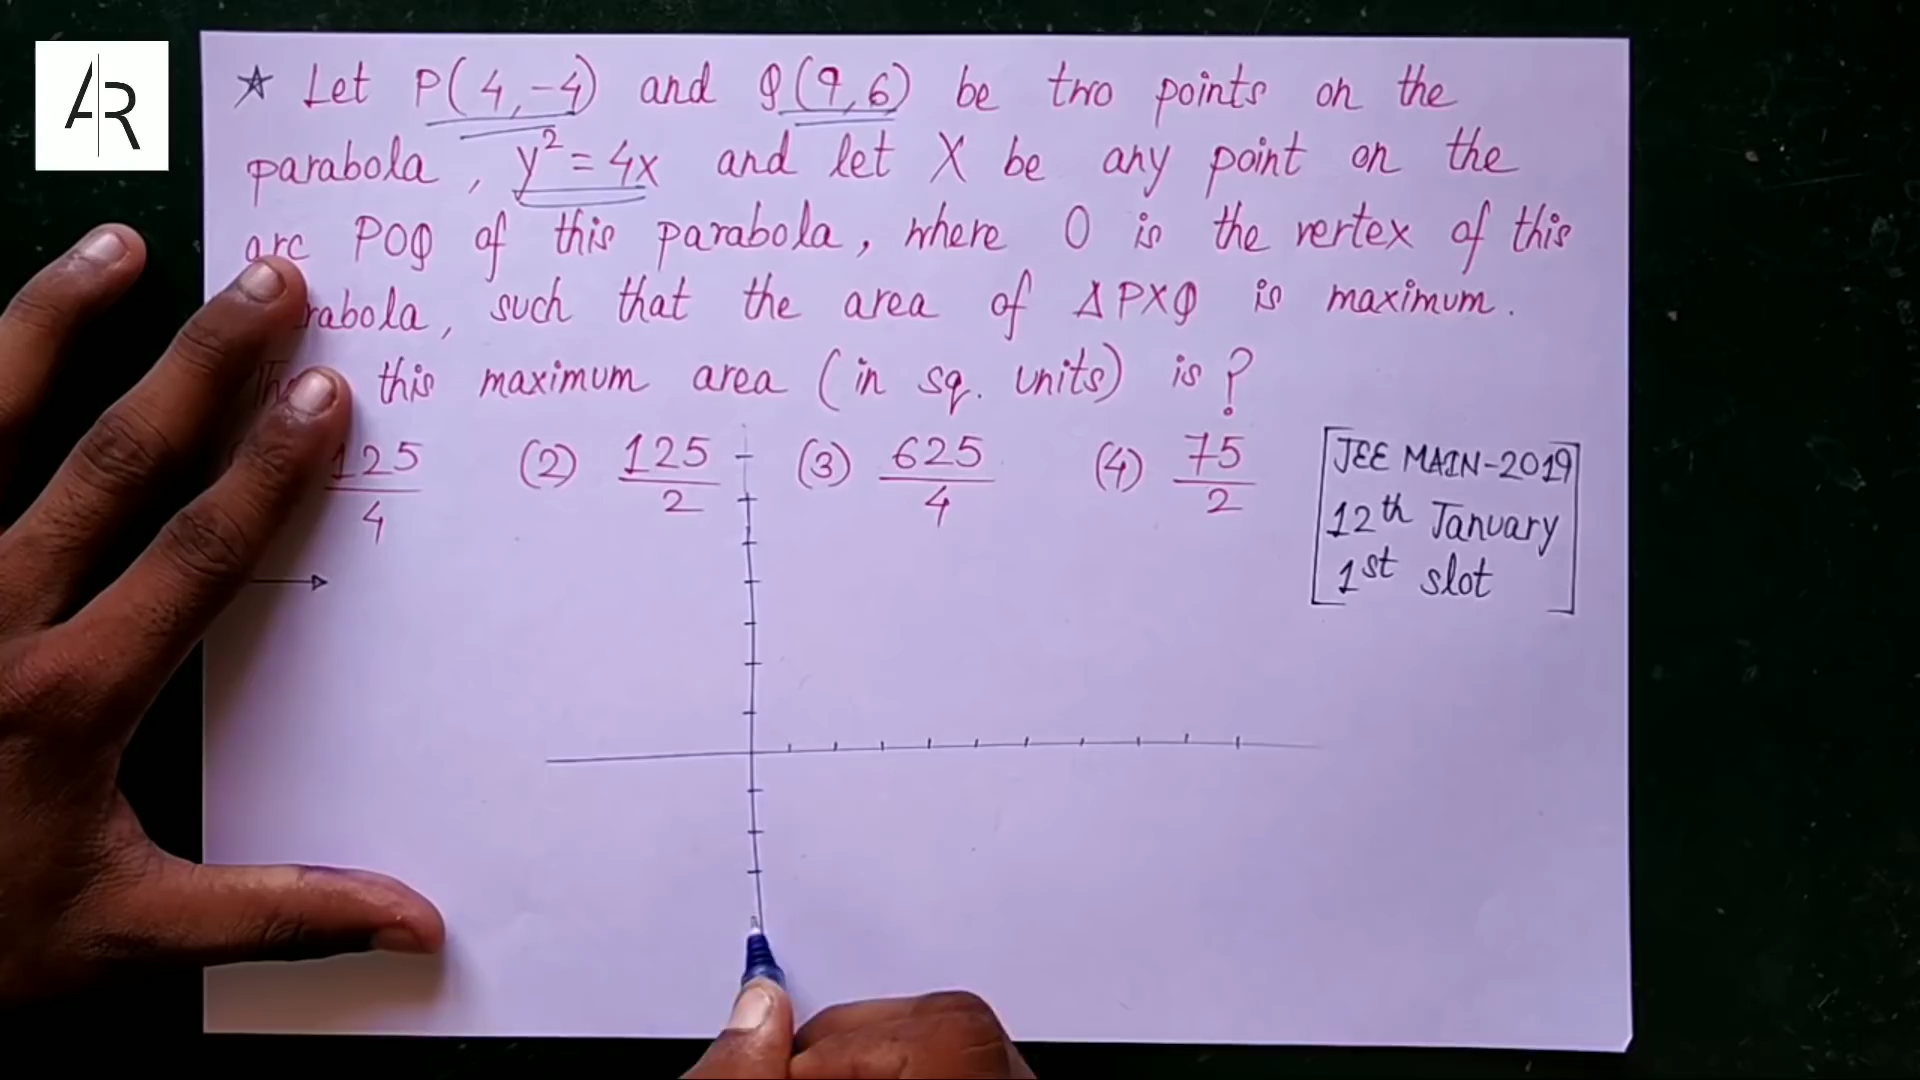 AR
☆ Let P(4,-4) and Q(9,6) be two points on the
parabola, y² = 4x and let X be any point on the
arc POQ of this parabola, where O is the vertex of this
rabola, such that the area of ΔPXQ is maximum.
this maximum area (in sq. units) is ?
125/4 (2) 125/2 (3) 625/4 (4) 75/2
[JEE MAIN-2019
12th January
1st slot]